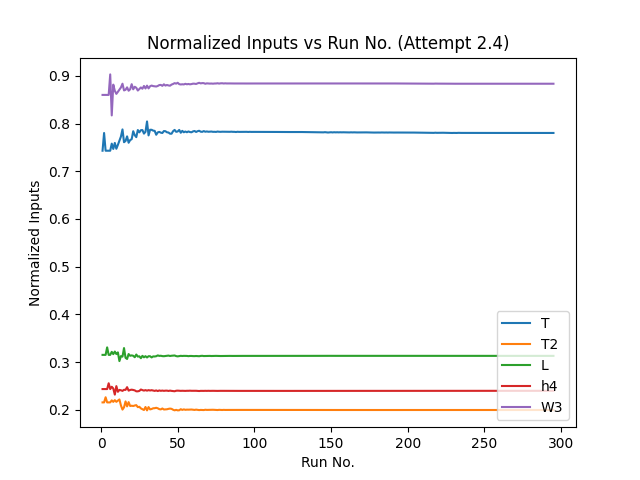 Normalized Inputs vs Run No. (Attempt 2.4)
Normalized Inputs
0.9
0.8
0.7
0.6
0.5
0.4
0.3
0.2
T
T2
L
h4
W3
0
50
100
150
200
250
300
Run No.